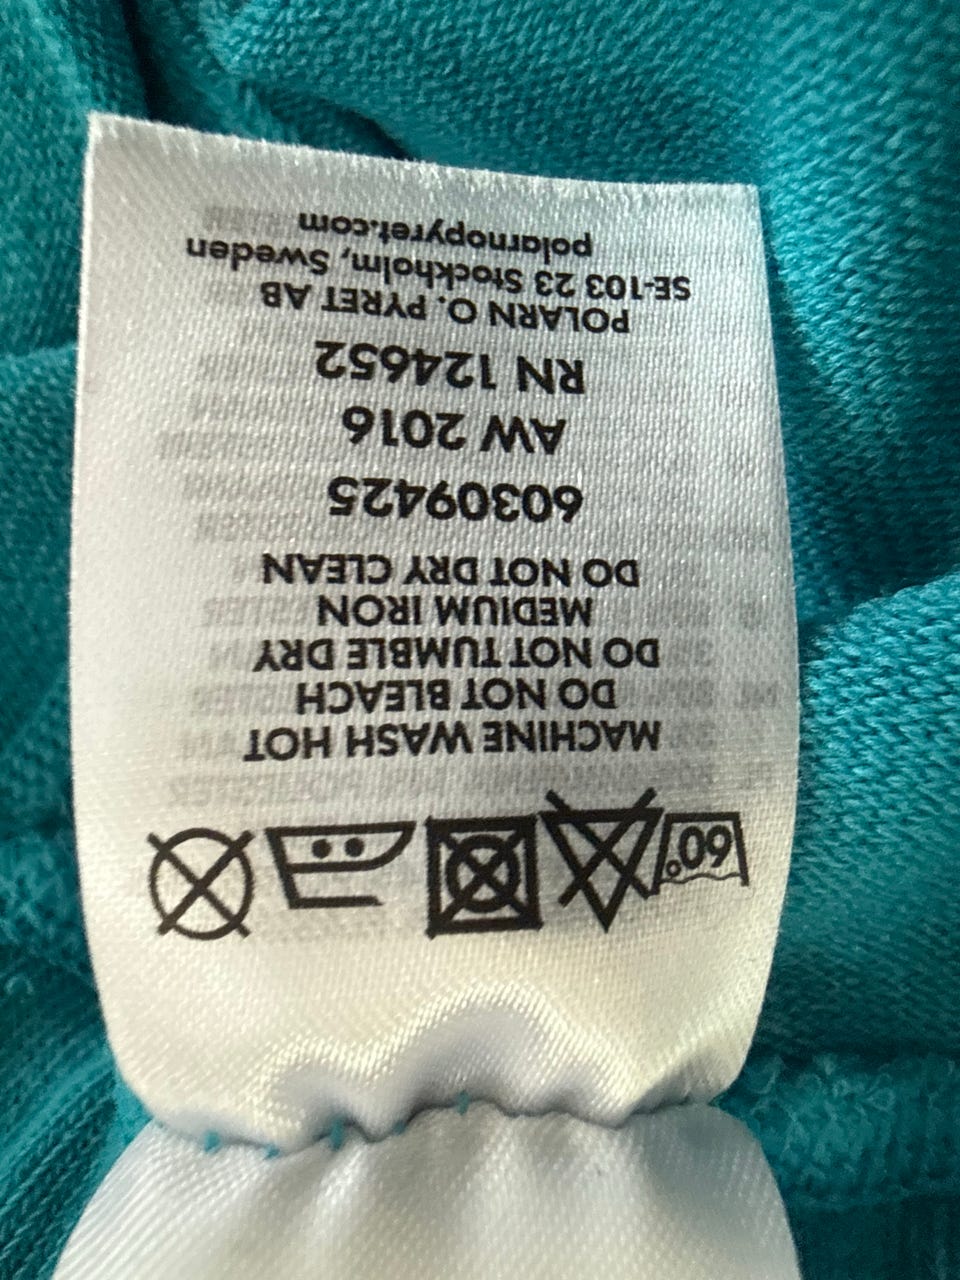 60°
MACHINE WASH HOT
DO NOT BLEACH
DO NOT TUMBLE DRY
MEDIUM IRON
DO NOT DRY CLEAN
60309425
AW 2016
RN 124652
POLARN O. PYRET AB
SE-103 23 Stockholm, Sweden
polarnopyret.com